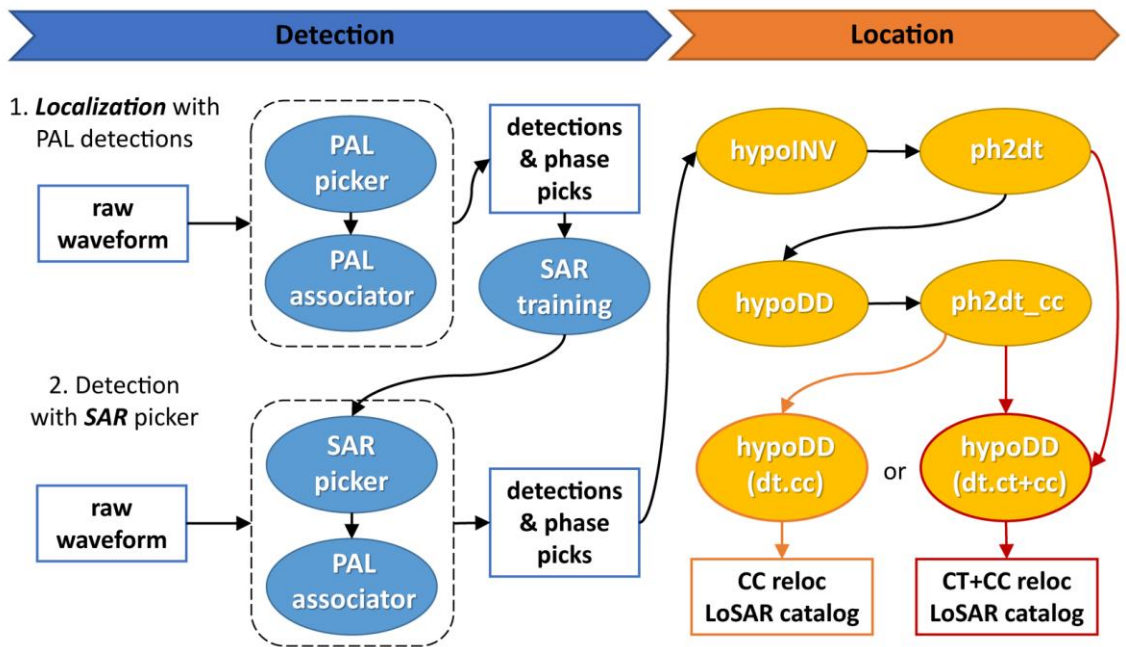 Detection
Location
1. Localization with
PAL detections
raw
waveform
PAL
picker
PAL
associator
detections
& phase
picks
SAR
training
2. Detection
with SAR picker
raw
waveform
SAR
picker
PAL
associator
detections
& phase
picks
hypoINV
ph2dt
hypoDD
ph2dt_cc
hypoDD
(dt.cc)
or
hypoDD
(dt.ct+cc)
CC reloc
LoSAR catalog
CT+CC reloc
LoSAR catalog